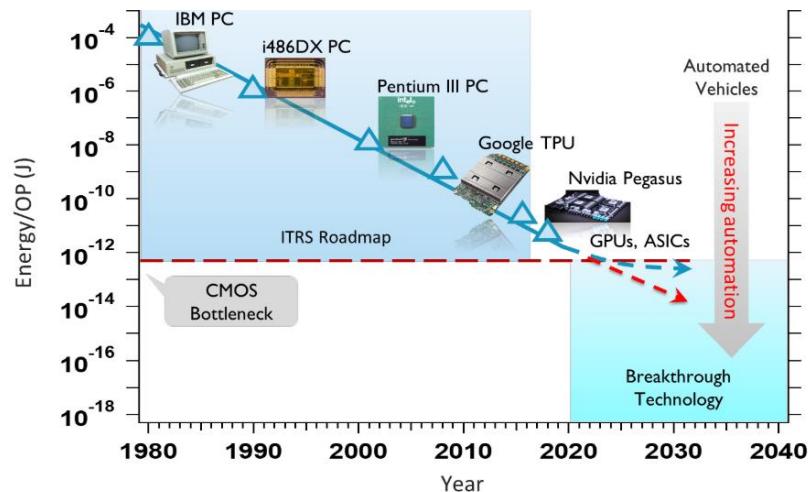 IBM PC
i486DX PC
Pentium III PC
Google TPU
Nvidia Pegasus
GPUs, ASICs
Automated
Vehicles
Increasing automation
ITRS Roadmap
CMOS
Bottleneck
Breakthrough
Technology
Energy/OP (J)
10-4
10-6
10-8
10-10
10-12
10-14
10-16
10-18
1980 1990 2000 2010 2020 2030 2040
Year
intel